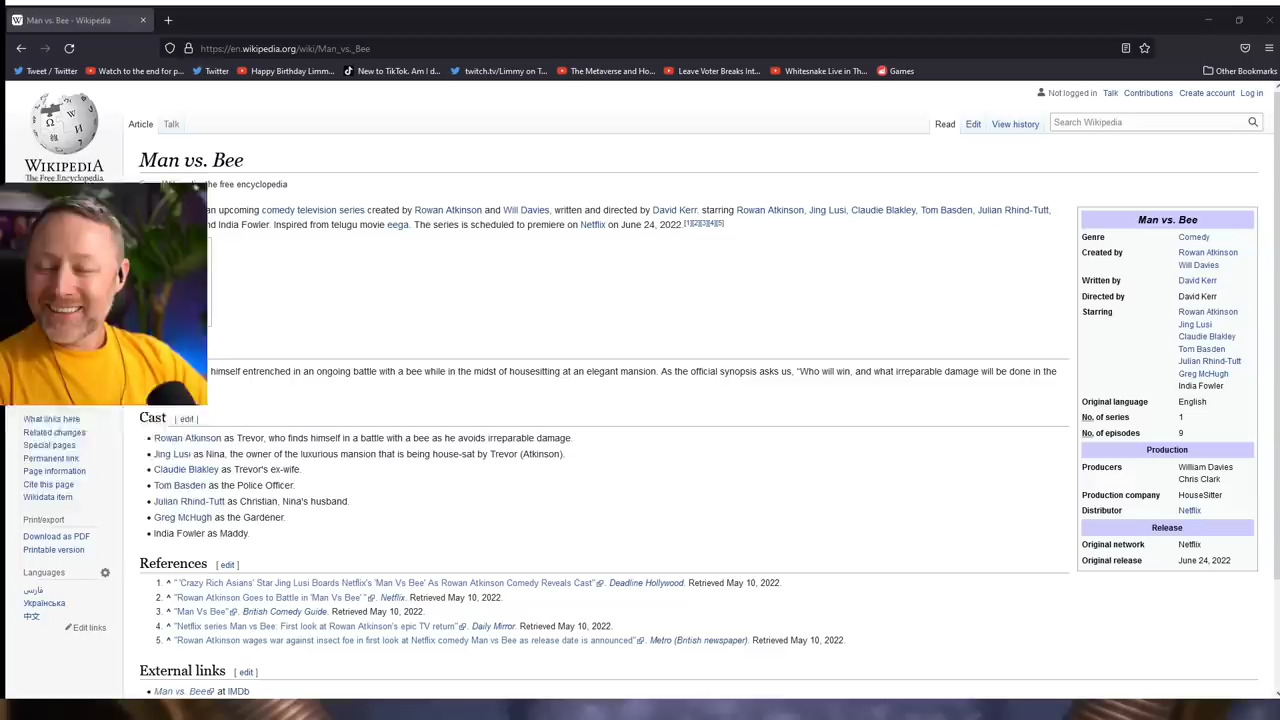 Man vs. Bee - Wikipedia
https://en.wikipedia.org/wiki/Man_vs._Bee
Tweet / Twitter
Watch to the end for p...
Twitter
Happy Birthday Limm...
New to TikTok. Am I d...
twitch.tv/Limmy on T...
The Metaverse and Ho...
Leave Voter Breaks Int...
Whitesnake Live in Th...
Games
Other Bookmarks
Not logged in Talk Contributions Create account Log in
Article Talk
Read Edit View history
Search Wikipedia
WIKIPEDIA
The Free Encyclopedia
Man vs. Bee
the free encyclopedia
an upcoming comedy television series created by Rowan Atkinson and Will Davies, written and directed by David Kerr. starring Rowan Atkinson, Jing Lusi, Claudie Blakley, Tom Basden, Julian Rhind-Tutt,
nd India Fowler. Inspired from telugu movie eega. The series is scheduled to premiere on Netflix on June 24, 2022.[1][2][3][4][5]
himself entrenched in an ongoing battle with a bee while in the midst of housesitting at an elegant mansion. As the official synopsis asks us, "Who will win, and what irreparable damage will be done in the
Cast [ edit ]
• Rowan Atkinson as Trevor, who finds himself in a battle with a bee as he avoids irreparable damage.
• Jing Lusi as Nina, the owner of the luxurious mansion that is being house-sat by Trevor (Atkinson).
• Claudie Blakley as Trevor's ex-wife.
• Tom Basden as the Police Officer.
• Julian Rhind-Tutt as Christian, Nina's husband.
• Greg McHugh as the Gardener.
• India Fowler as Maddy.
References [ edit ]
1. ^ "'Crazy Rich Asians' Star Jing Lusi Boards Netflix's 'Man Vs Bee' As Rowan Atkinson Comedy Reveals Cast". Deadline Hollywood. Retrieved May 10, 2022.
2. ^ "Rowan Atkinson Goes to Battle in 'Man Vs Bee' ". Netflix. Retrieved May 10, 2022.
3. ^ "Man Vs Bee". British Comedy Guide. Retrieved May 10, 2022.
4. ^ "Netflix series Man vs Bee: First look at Rowan Atkinson's epic TV return". Daily Mirror. Retrieved May 10, 2022.
5. ^ "Rowan Atkinson wages war against insect foe in first look at Netflix comedy Man vs Bee as release date is announced". Metro (British newspaper). Retrieved May 10, 2022.
External links [ edit ]
• Man vs. Bee at IMDb
Man vs. Bee
Genre Comedy
Created by Rowan Atkinson
Will Davies
Written by David Kerr
Directed by David Kerr
Starring Rowan Atkinson
Jing Lusi
Claudie Blakley
Tom Basden
Julian Rhind-Tutt
Greg McHugh
India Fowler
Original language English
No. of series 1
No. of episodes 9
Production
Producers William Davies
Chris Clark
Production company HouseSitter
Distributor Netflix
Release
Original network Netflix
Original release June 24, 2022
What links here
Related changes
Special pages
Permanent link
Page information
Cite this page
Wikidata item
Print/export
Download as PDF
Printable version
Languages
فارسی
Українська
中文
Edit links